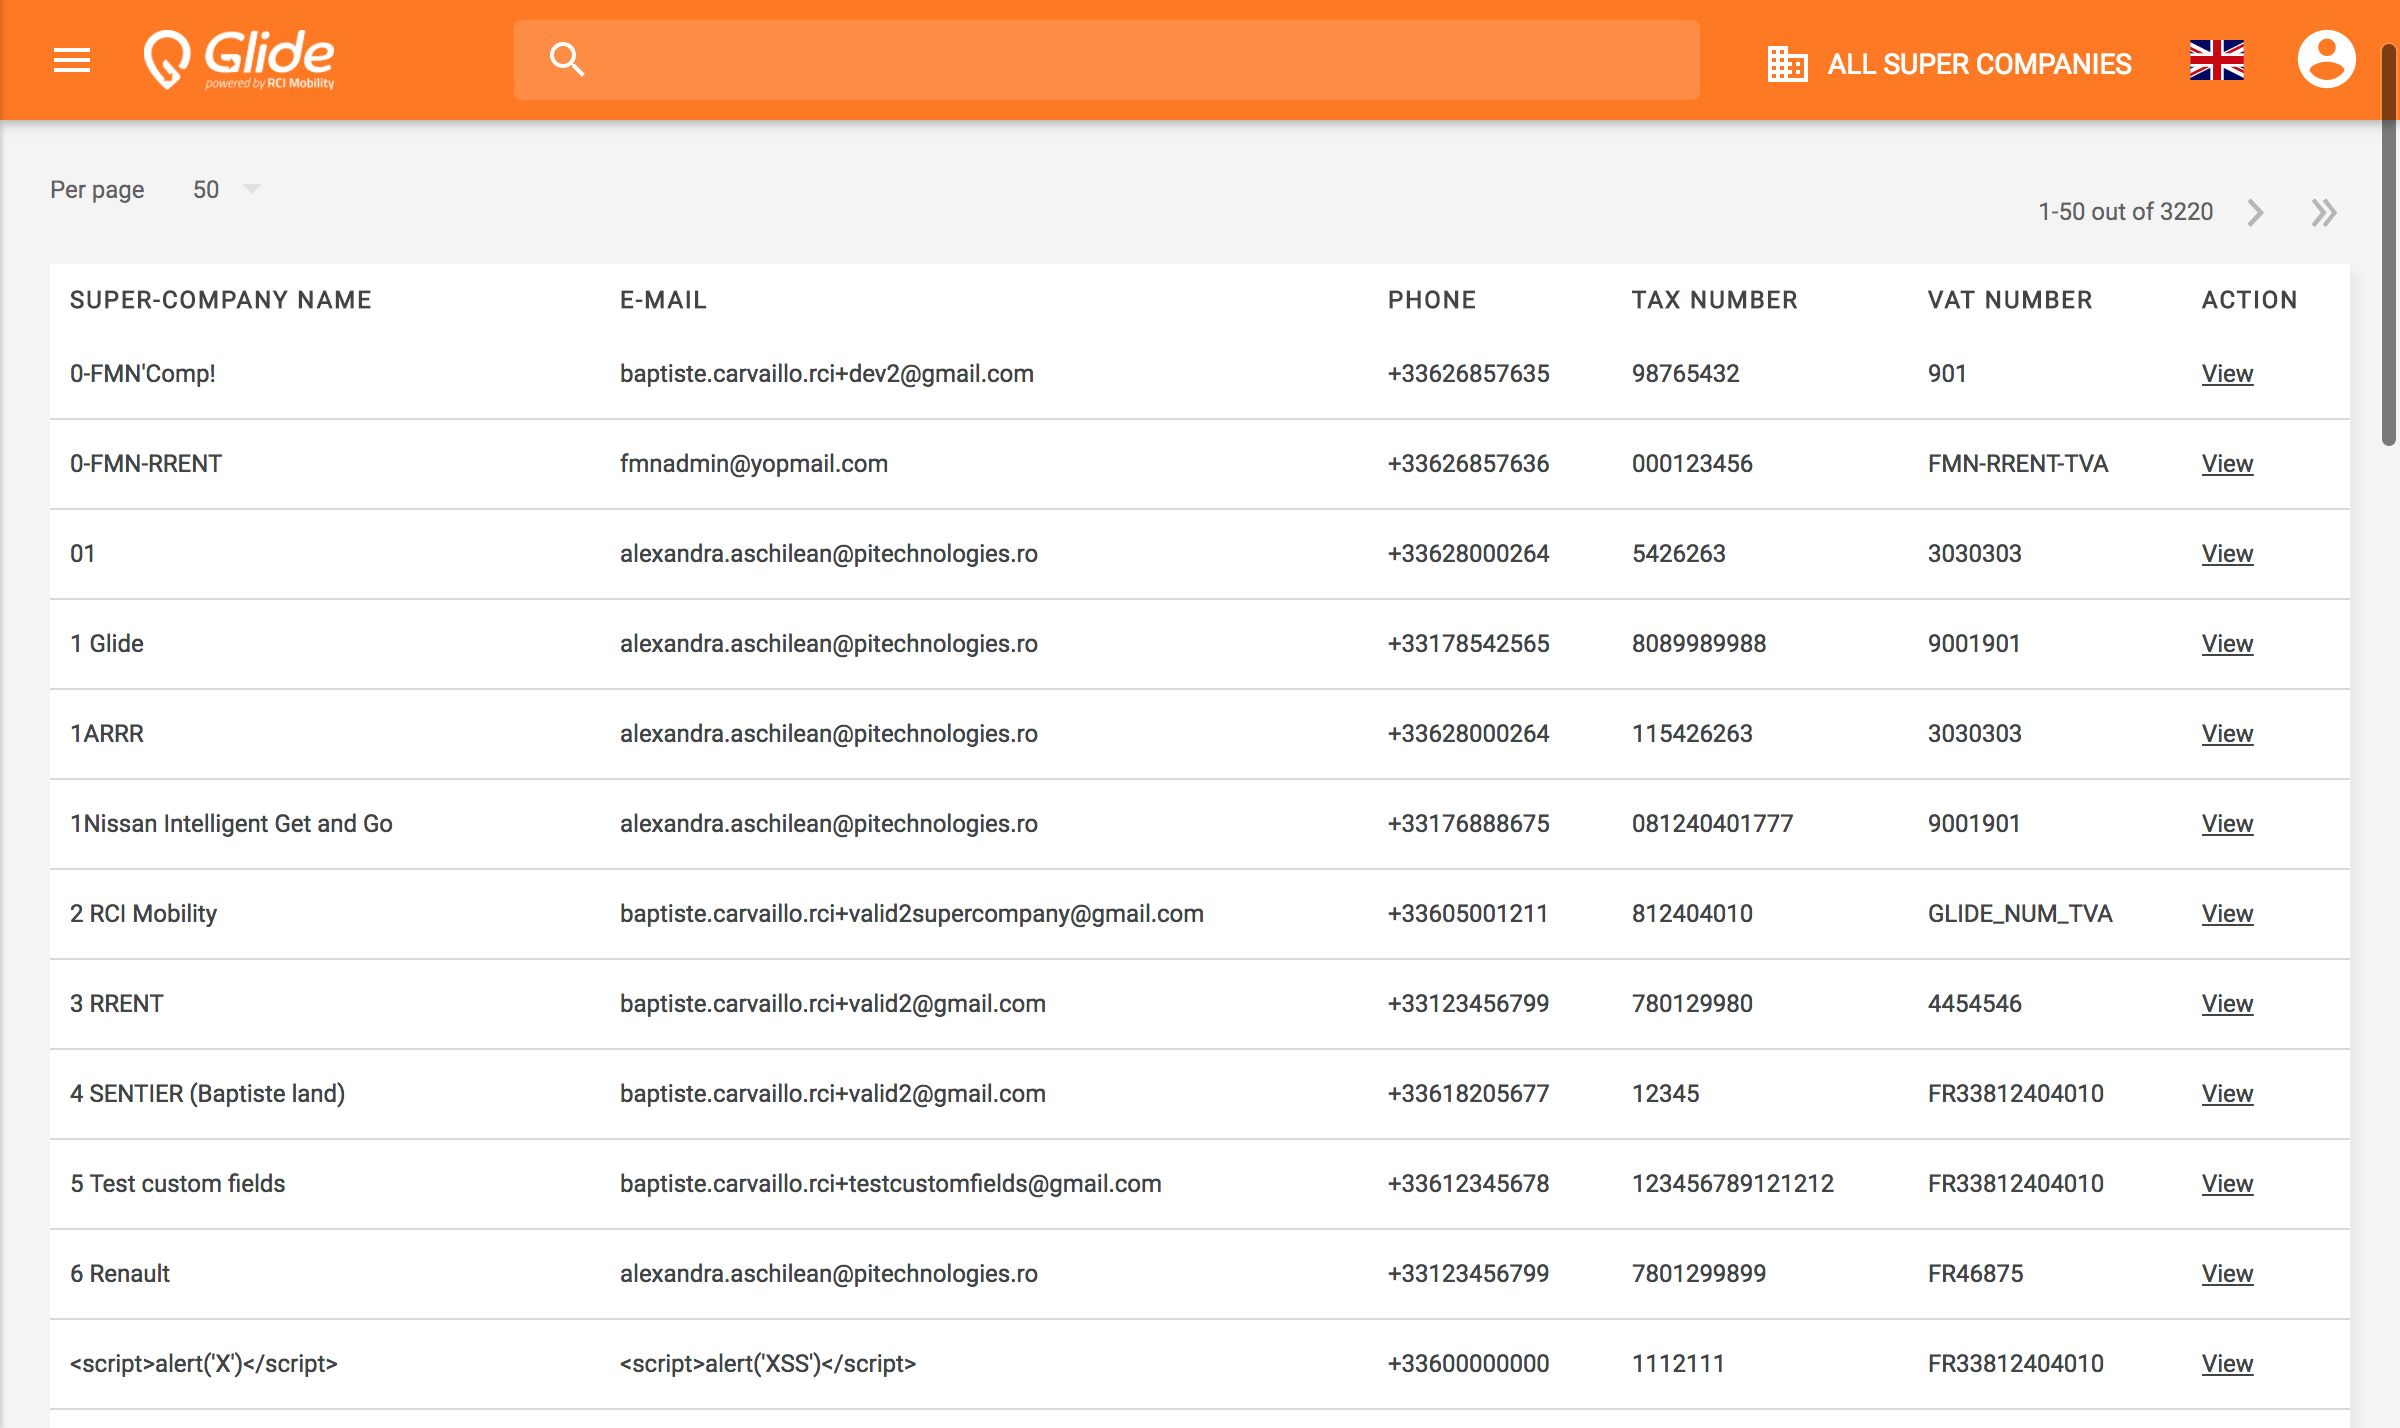 Glide
powered by RCI Mobility
ALL SUPER COMPANIES
Per page 50
1-50 out of 3220
SUPER-COMPANY NAME E-MAIL PHONE TAX NUMBER VAT NUMBER ACTION
0-FMN'Comp! baptiste.carvaillo.rci+dev2@gmail.com +33626857635 98765432 901 View
0-FMN-RRENT fmnadmin@yopmail.com +33626857636 000123456 FMN-RRENT-TVA View
01 alexandra.aschilean@pitechnologies.ro +33628000264 5426263 3030303 View
1 Glide alexandra.aschilean@pitechnologies.ro +33178542565 8089989988 9001901 View
1ARRR alexandra.aschilean@pitechnologies.ro +33628000264 115426263 3030303 View
1Nissan Intelligent Get and Go alexandra.aschilean@pitechnologies.ro +33176888675 081240401777 9001901 View
2 RCI Mobility baptiste.carvaillo.rci+valid2supercompany@gmail.com +33605001211 812404010 GLIDE_NUM_TVA View
3 RRENT baptiste.carvaillo.rci+valid2@gmail.com +33123456799 780129980 4454546 View
4 SENTIER (Baptiste land) baptiste.carvaillo.rci+valid2@gmail.com +33618205677 12345 FR33812404010 View
5 Test custom fields baptiste.carvaillo.rci+testcustomfields@gmail.com +33612345678 123456789121212 FR33812404010 View
6 Renault alexandra.aschilean@pitechnologies.ro +33123456799 7801299899 FR46875 View
<script>alert('X')</script> <script>alert('XSS')</script> +33600000000 1112111 FR33812404010 View